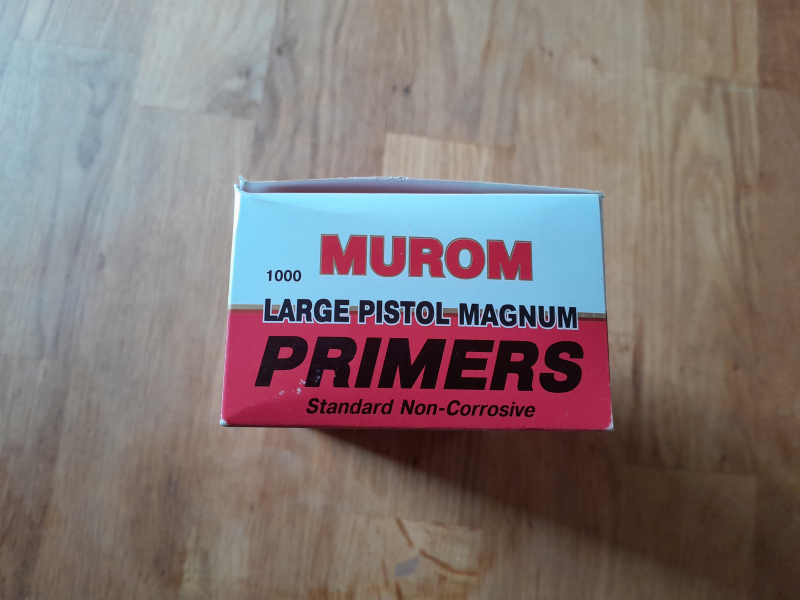 MUROM
1000
LARGE PISTOL MAGNUM
PRIMERS
Standard Non-Corrosive